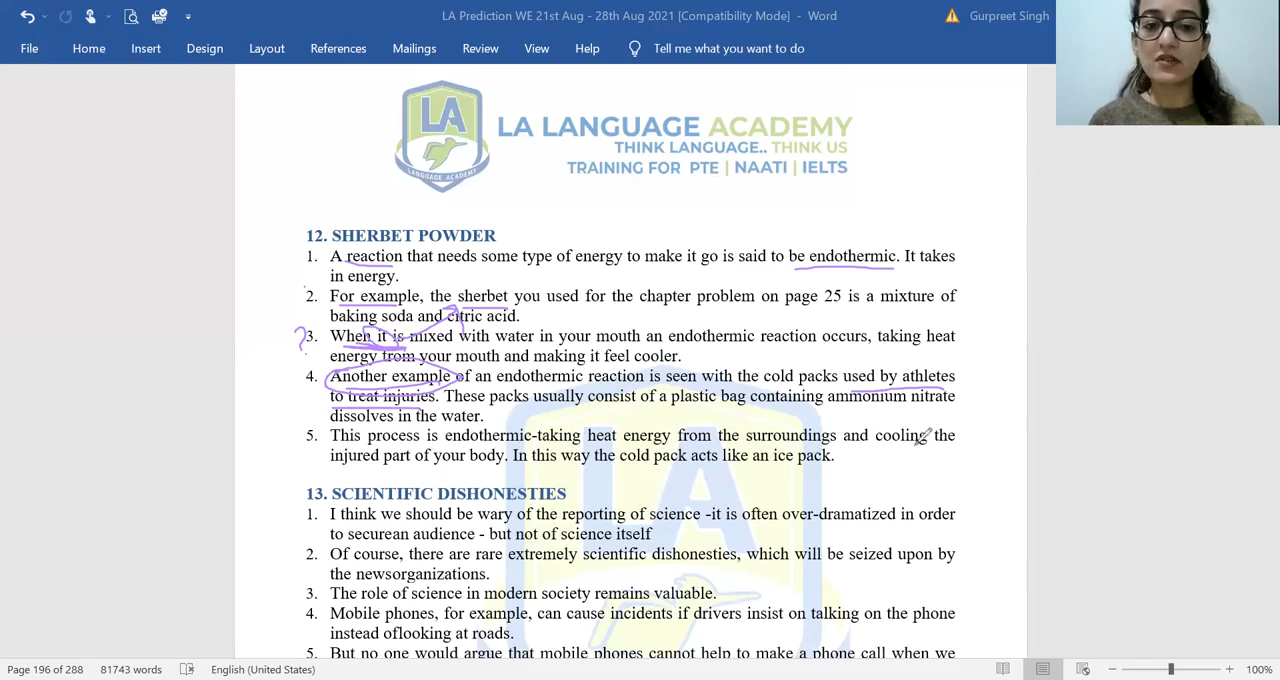 LA Prediction WE 21st Aug - 28th Aug 2021 [Compatibility Mode] - Word
Gurpreet Singh
File Home Insert Design Layout References Mailings Review View Help Tell me what you want to do
LA
LANGUAGE ACADEMY
LA LANGUAGE ACADEMY
THINK LANGUAGE.. THINK US
TRAINING FOR PTE | NAATI | IELTS
12. SHERBET POWDER
1. A reaction that needs some type of energy to make it go is said to be endothermic. It takes
in energy.
2. For example, the sherbet you used for the chapter problem on page 25 is a mixture of
baking soda and citric acid.
?
3. When it is mixed with water in your mouth an endothermic reaction occurs, taking heat
energy from your mouth and making it feel cooler.
4. Another example of an endothermic reaction is seen with the cold packs used by athletes
to treat injuries. These packs usually consist of a plastic bag containing ammonium nitrate
dissolves in the water.
5. This process is endothermic-taking heat energy from the surroundings and cooling the
injured part of your body. In this way the cold pack acts like an ice pack.
LA
13. SCIENTIFIC DISHONESTIES
1. I think we should be wary of the reporting of science -it is often over-dramatized in order
to securean audience - but not of science itself
2. Of course, there are rare extremely scientific dishonesties, which will be seized upon by
the newsorganizations.
3. The role of science in modern society remains valuable.
4. Mobile phones, for example, can cause incidents if drivers insist on talking on the phone
instead oflooking at roads.
5. But no one would argue that mobile phones cannot help to make a phone call when we
Page 196 of 288 81743 words English (United States) 100%